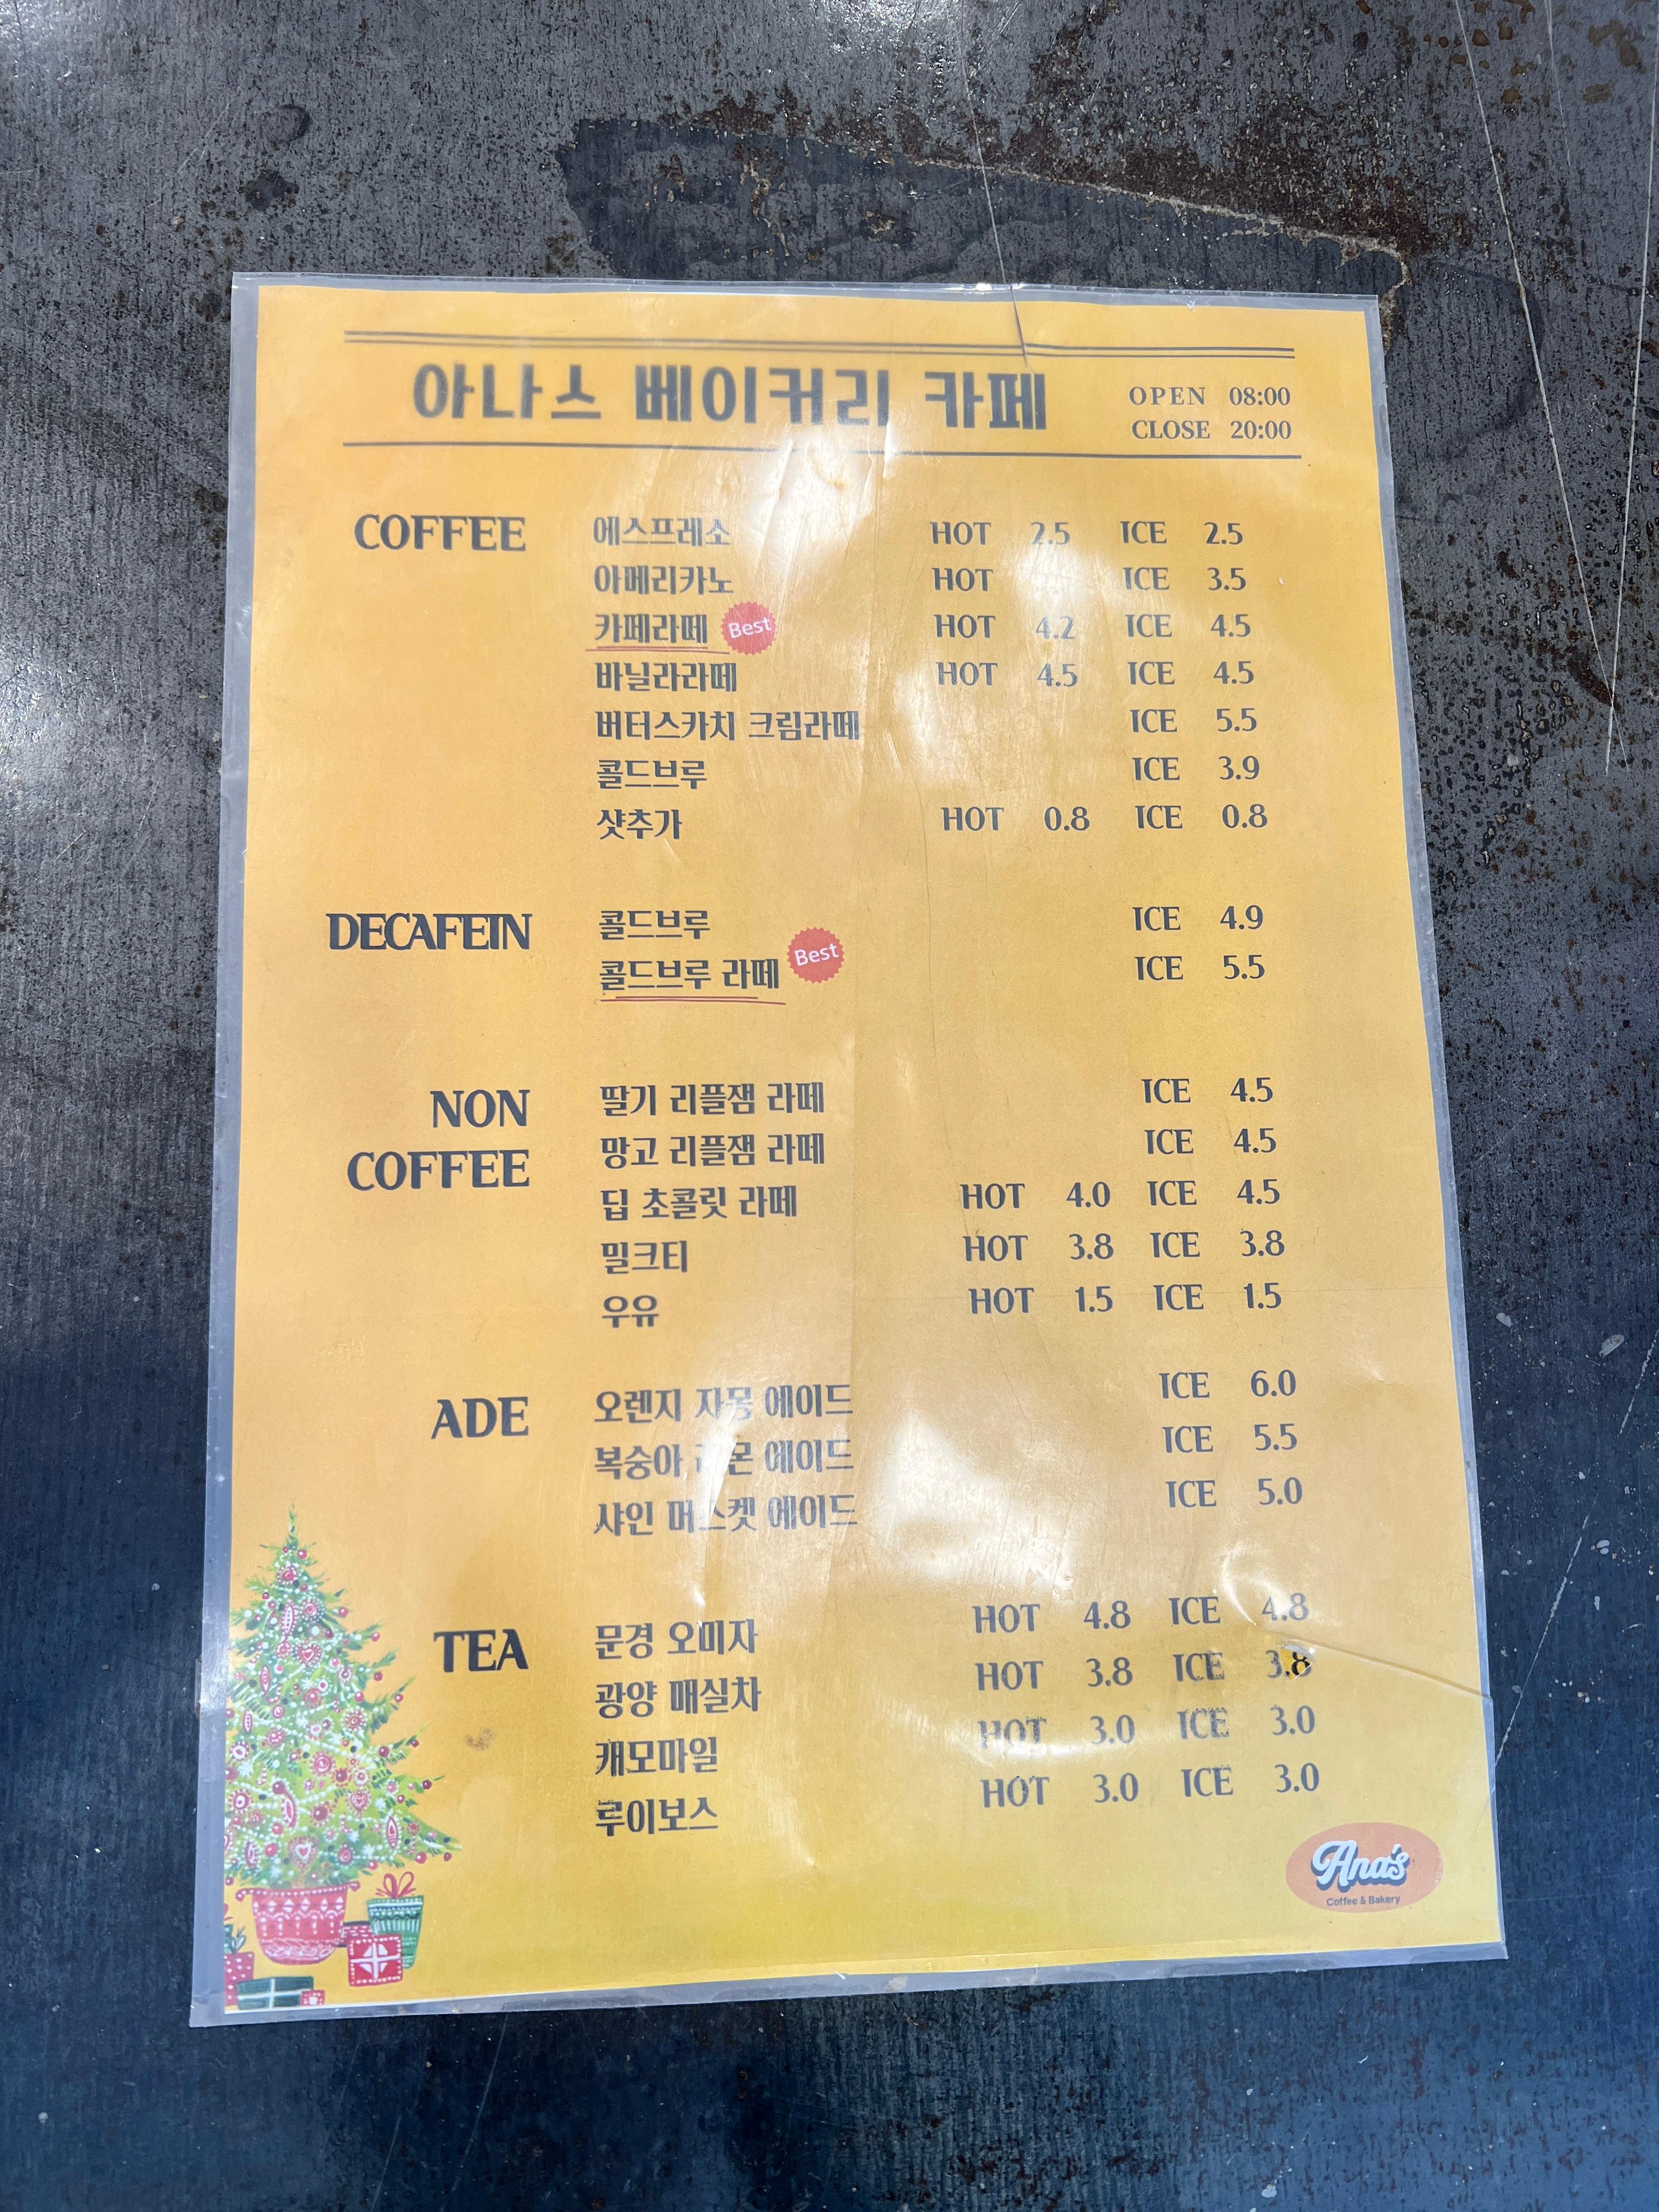 아나스 베이커리 카페 OPEN 08:00
CLOSE 20:00
COFFEE 에스프레소 HOT 2.5 ICE 2.5
아메리카노 HOT ICE 3.5
카페라떼 Best HOT 4.2 ICE 4.5
바닐라라떼 HOT 4.5 ICE 4.5
버터스카치 크림라떼 ICE 5.5
콜드브루 ICE 3.9
샷추가 HOT 0.8 ICE 0.8
DECAFEIN 콜드브루 ICE 4.9
콜드브루 라떼 Best ICE 5.5
NON COFFEE 딸기 리플잼 라떼 ICE 4.5
망고 리플잼 라떼 ICE 4.5
딥 초콜릿 라떼 HOT 4.0 ICE 4.5
밀크티 HOT 3.8 ICE 3.8
우유 HOT 1.5 ICE 1.5
ADE 오렌지 자몽 에이드 ICE 6.0
복숭아 에이드 ICE 5.5
샤인 머스켓 에이드 ICE 5.0
TEA 문경 오미자 HOT 4.8 ICE 4.8
광양 매실차 HOT 3.8 ICE 3.8
캐모마일 HOT 3.0 ICE 3.0
루이보스 HOT 3.0 ICE 3.0
Ana's
Coffee & Bakery